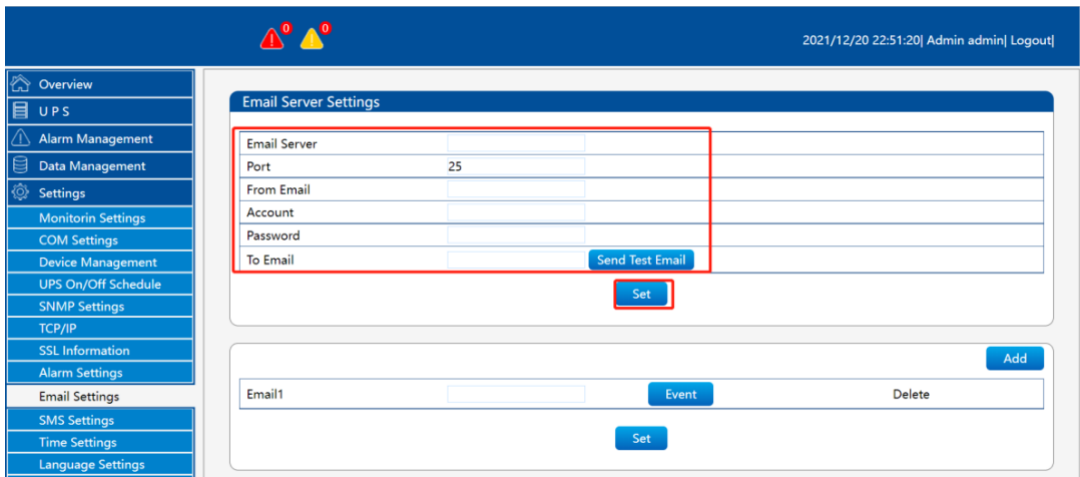 0 0
2021/12/20 22:51:20| Admin admin| Logout|
Overview
UPS
Alarm Management
Data Management
Settings
Monitorin Settings
COM Settings
Device Management
UPS On/Off Schedule
SNMP Settings
TCP/IP
SSL Information
Alarm Settings
Email Settings
SMS Settings
Time Settings
Language Settings
Email Server Settings
Email Server
Port 25
From Email
Account
Password
To Email Send Test Email
Set
Add
Email1 Event Delete
Set